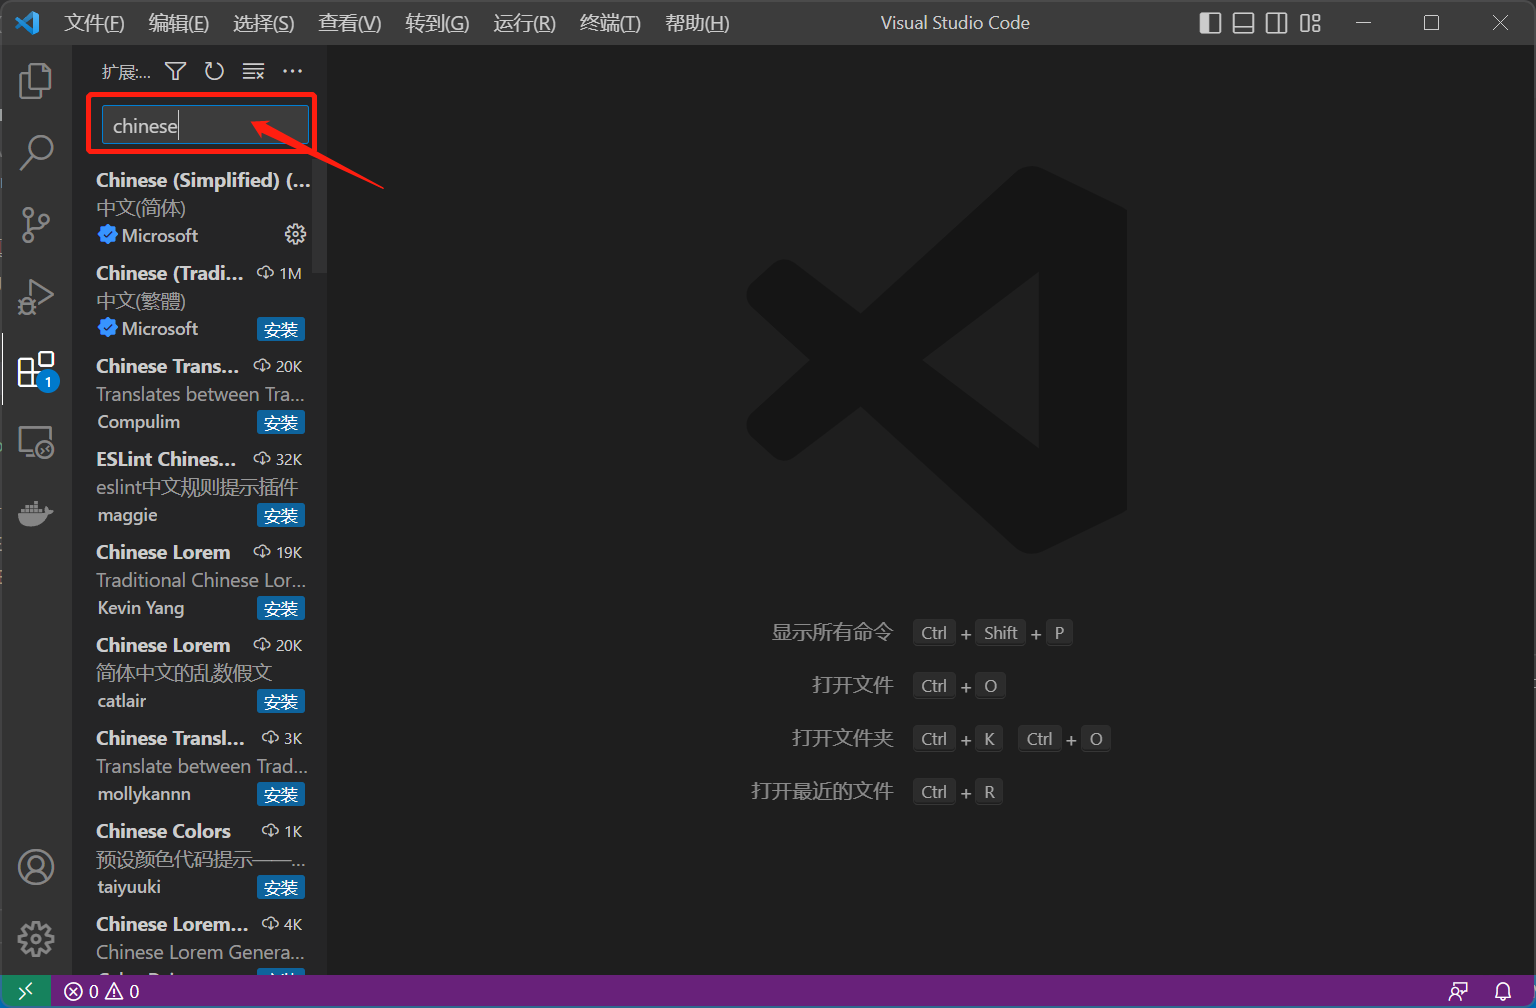 文件(F) 编辑(E) 选择(S) 查看(V) 转到(G) 运行(R) 终端(T) 帮助(H) Visual Studio Code
扩展:...
chinese
Chinese (Simplified) (...
中文(简体)
Microsoft
Chinese (Tradi... 1M
中文(繁體)
Microsoft 安装
Chinese Trans... 20K
Translates between Tra...
Compulim 安装
ESLint Chines... 32K
eslint中文规则提示插件
maggie 安装
Chinese Lorem 19K
Traditional Chinese Lor...
Kevin Yang 安装
Chinese Lorem 20K
简体中文的乱数假文
catlair 安装
Chinese Transl... 3K
Translate between Trad...
mollykannn 安装
Chinese Colors 1K
预设颜色代码提示——...
taiyuuki 安装
Chinese Lorem... 4K
Chinese Lorem Genera...
1
显示所有命令 Ctrl + Shift + P
打开文件 Ctrl + O
打开文件夹 Ctrl + K Ctrl + O
打开最近的文件 Ctrl + R
0 0